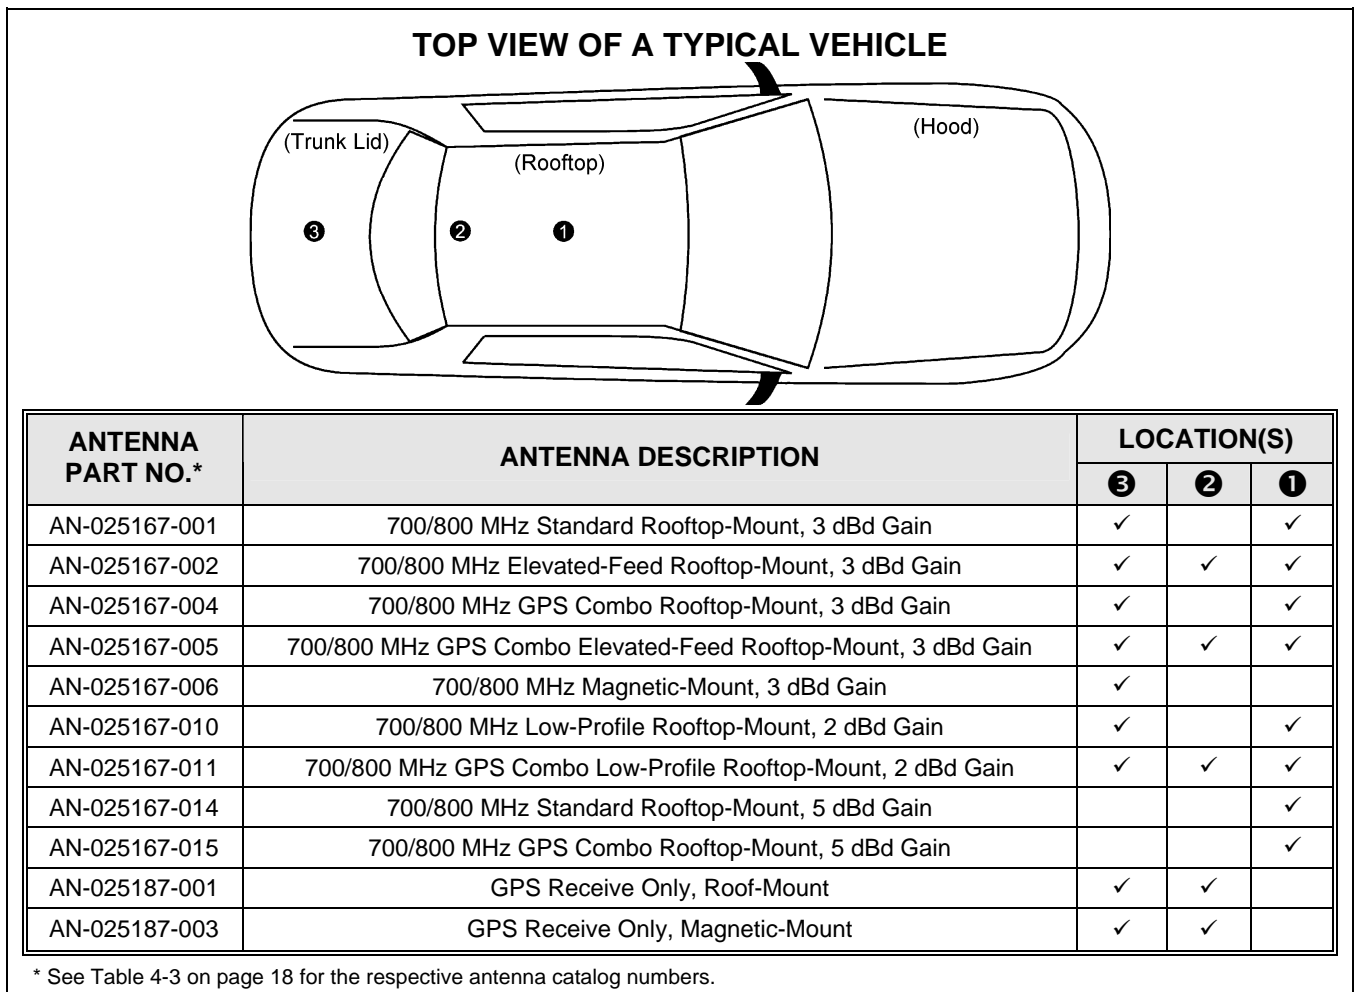 TOP VIEW OF A TYPICAL VEHICLE
(Trunk Lid)
(Rooftop)
(Hood)
❸ ❷ ❶
ANTENNA PART NO.* ANTENNA DESCRIPTION LOCATION(S)
❸ ❷ ❶
AN-025167-001 700/800 MHz Standard Rooftop-Mount, 3 dBd Gain ✓ ✓
AN-025167-002 700/800 MHz Elevated-Feed Rooftop-Mount, 3 dBd Gain ✓ ✓ ✓
AN-025167-004 700/800 MHz GPS Combo Rooftop-Mount, 3 dBd Gain ✓ ✓
AN-025167-005 700/800 MHz GPS Combo Elevated-Feed Rooftop-Mount, 3 dBd Gain ✓ ✓ ✓
AN-025167-006 700/800 MHz Magnetic-Mount, 3 dBd Gain ✓
AN-025167-010 700/800 MHz Low-Profile Rooftop-Mount, 2 dBd Gain ✓ ✓
AN-025167-011 700/800 MHz GPS Combo Low-Profile Rooftop-Mount, 2 dBd Gain ✓ ✓ ✓
AN-025167-014 700/800 MHz Standard Rooftop-Mount, 5 dBd Gain ✓
AN-025167-015 700/800 MHz GPS Combo Rooftop-Mount, 5 dBd Gain ✓
AN-025187-001 GPS Receive Only, Roof-Mount ✓ ✓
AN-025187-003 GPS Receive Only, Magnetic-Mount ✓ ✓
* See Table 4-3 on page 18 for the respective antenna catalog numbers.